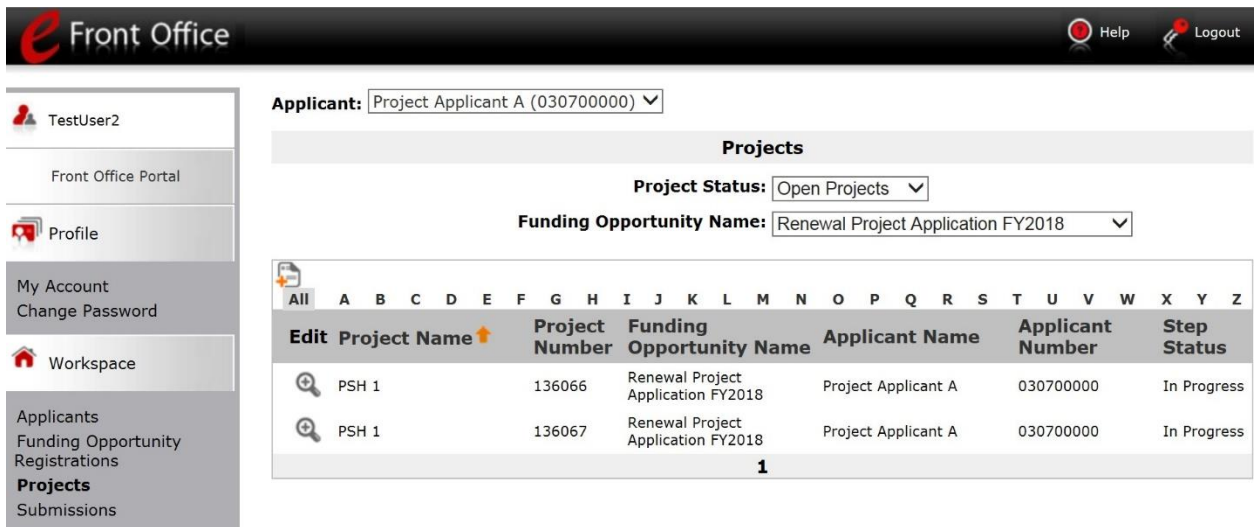 e Front Office
Help
Logout
TestUser2
Front Office Portal
Profile
My Account
Change Password
Workspace
Applicants
Funding Opportunity
Registrations
Projects
Submissions
Applicant: Project Applicant A (030700000)
Projects
Project Status: Open Projects
Funding Opportunity Name: Renewal Project Application FY2018
All A B C D E F G H I J K L M N O P Q R S T U V W X Y Z
Edit Project Name Project Number Funding Opportunity Name Applicant Name Applicant Number Step Status
PSH 1 136066 Renewal Project Application FY2018 Project Applicant A 030700000 In Progress
PSH 1 136067 Renewal Project Application FY2018 Project Applicant A 030700000 In Progress
1